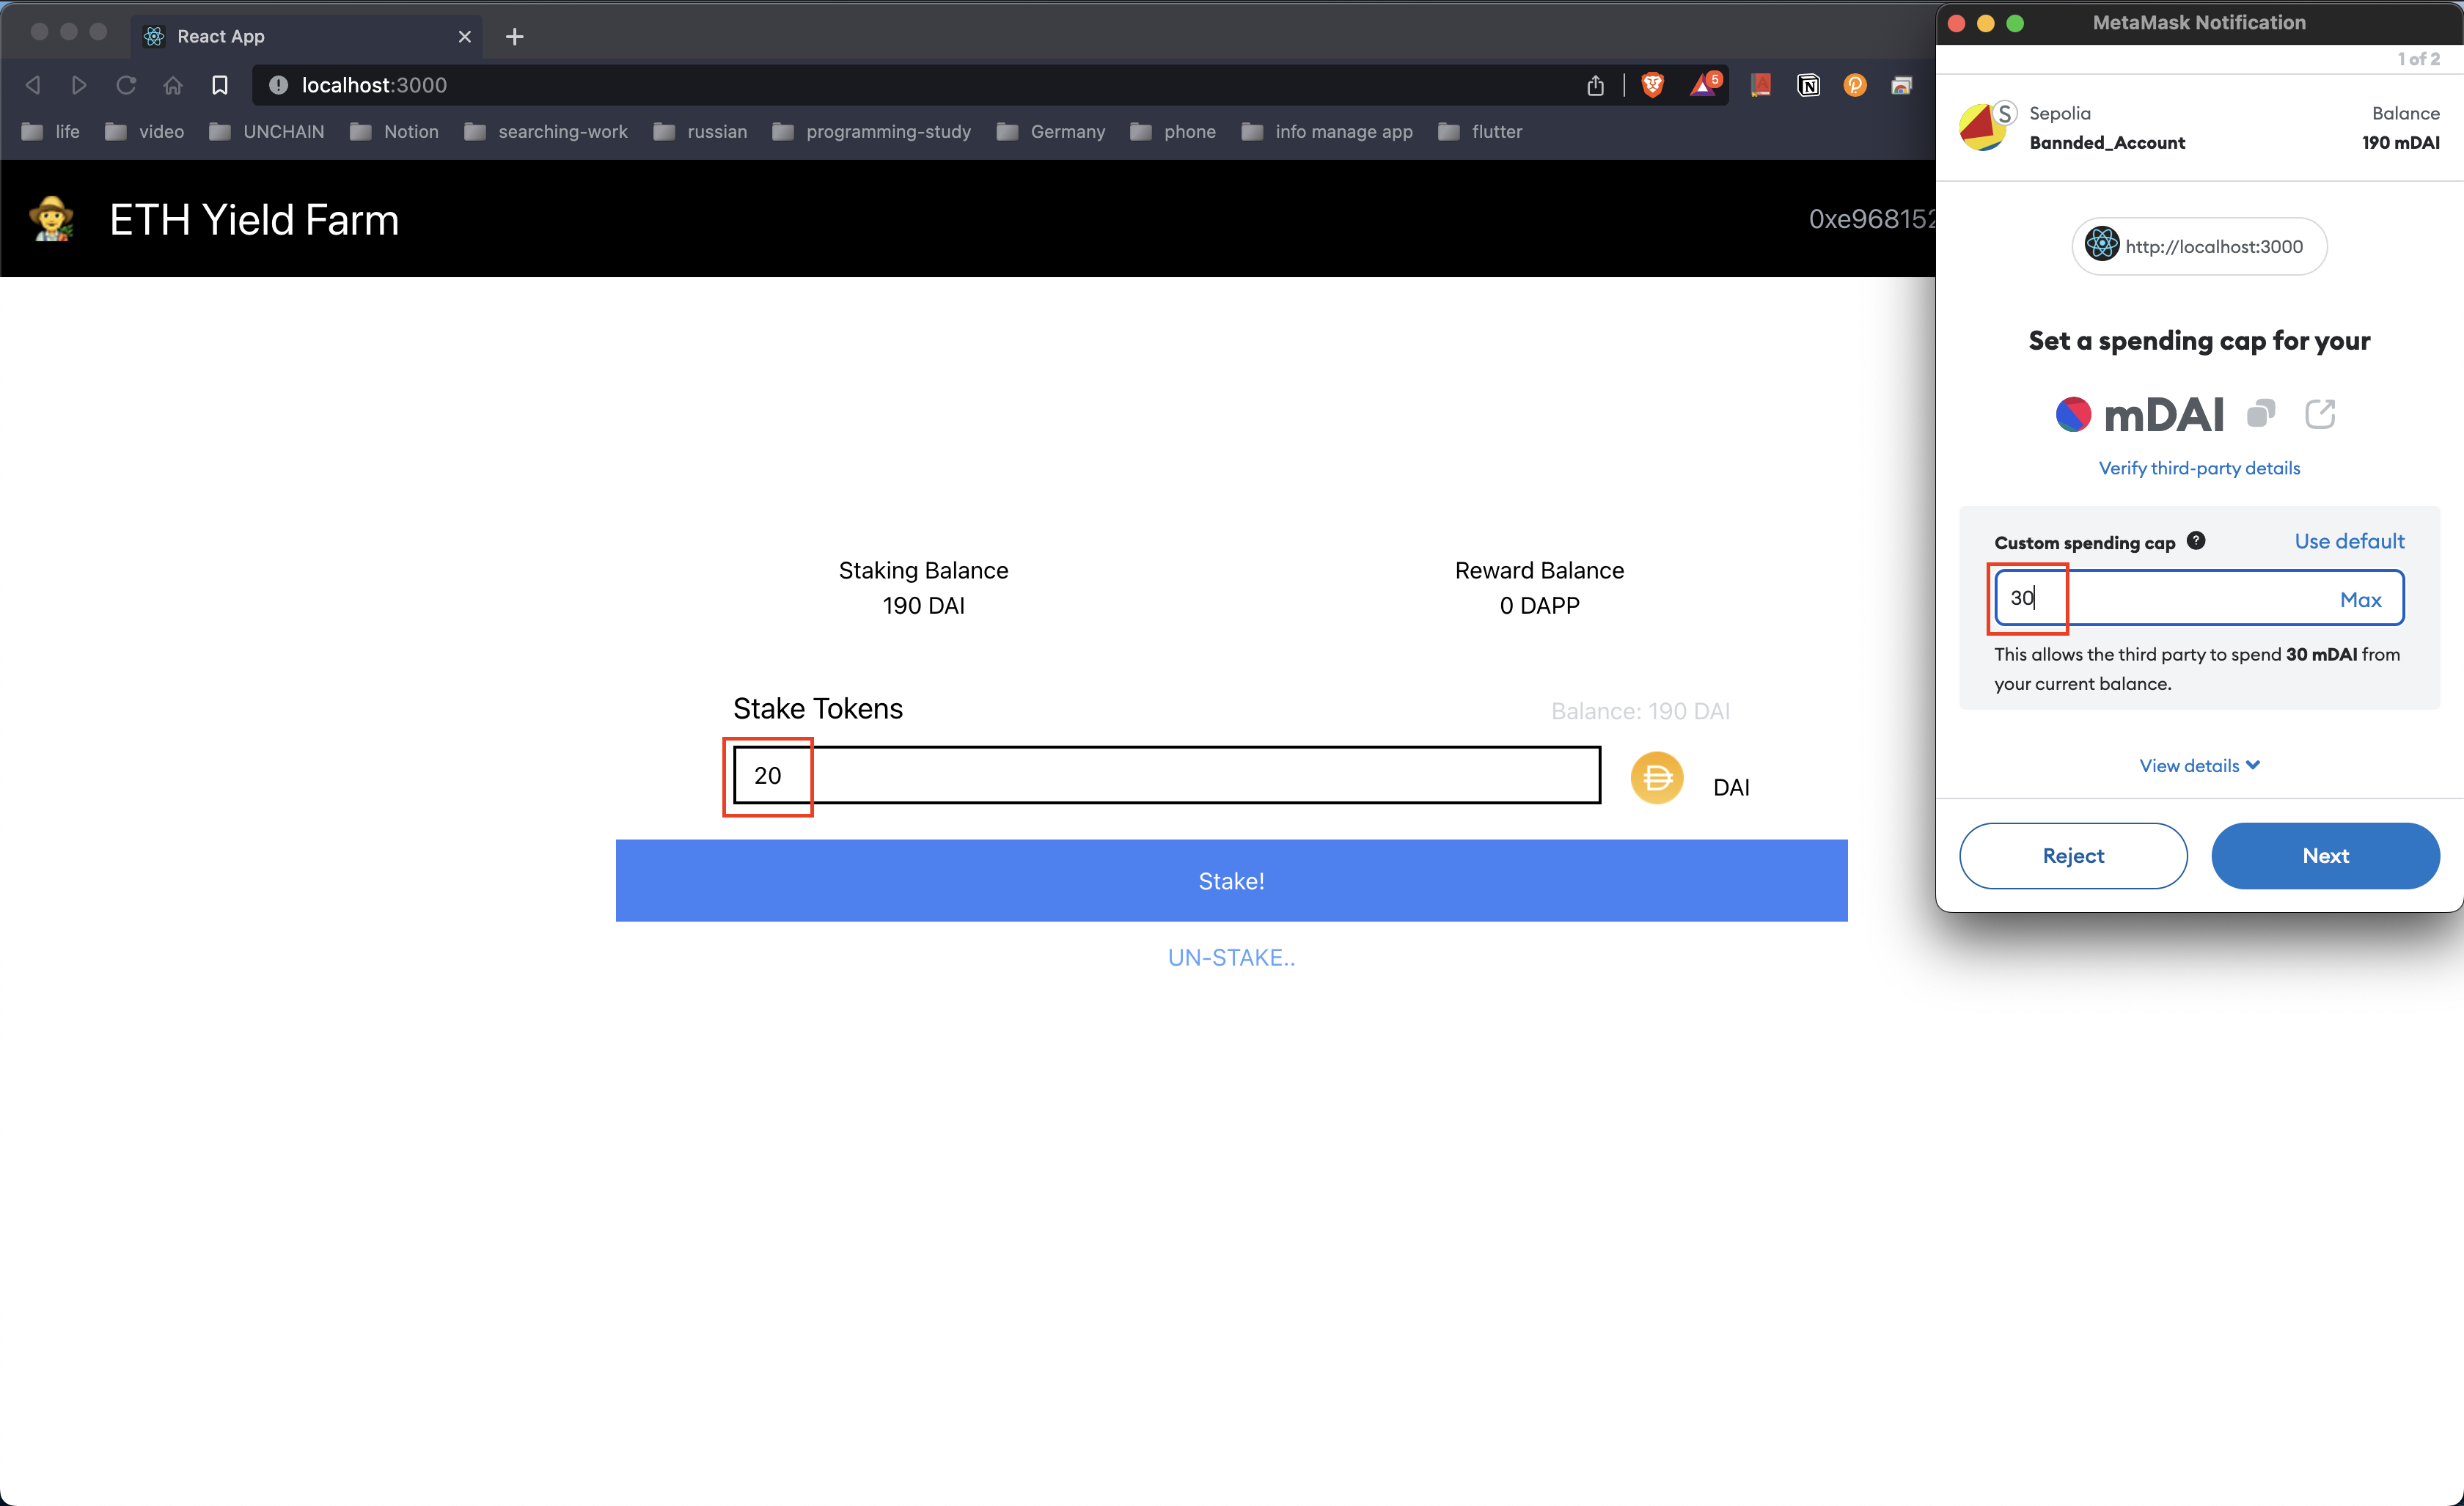 React App
localhost:3000
5
life
video
UNCHAIN
Notion
searching-work
russian
programming-study
Germany
phone
info manage app
flutter
ETH Yield Farm
0xe968152
Staking Balance
190 DAI
Reward Balance
0 DAPP
Stake Tokens
Balance: 190 DAI
20
DAI
Stake!
UN-STAKE..
MetaMask Notification
1 of 2
S
Sepolia
Bannded_Account
Balance
190 mDAI
http://localhost:3000
Set a spending cap for your
mDAI
Verify third-party details
Custom spending cap ?
Use default
30
Max
This allows the third party to spend 30 mDAI from
your current balance.
View details
Reject
Next